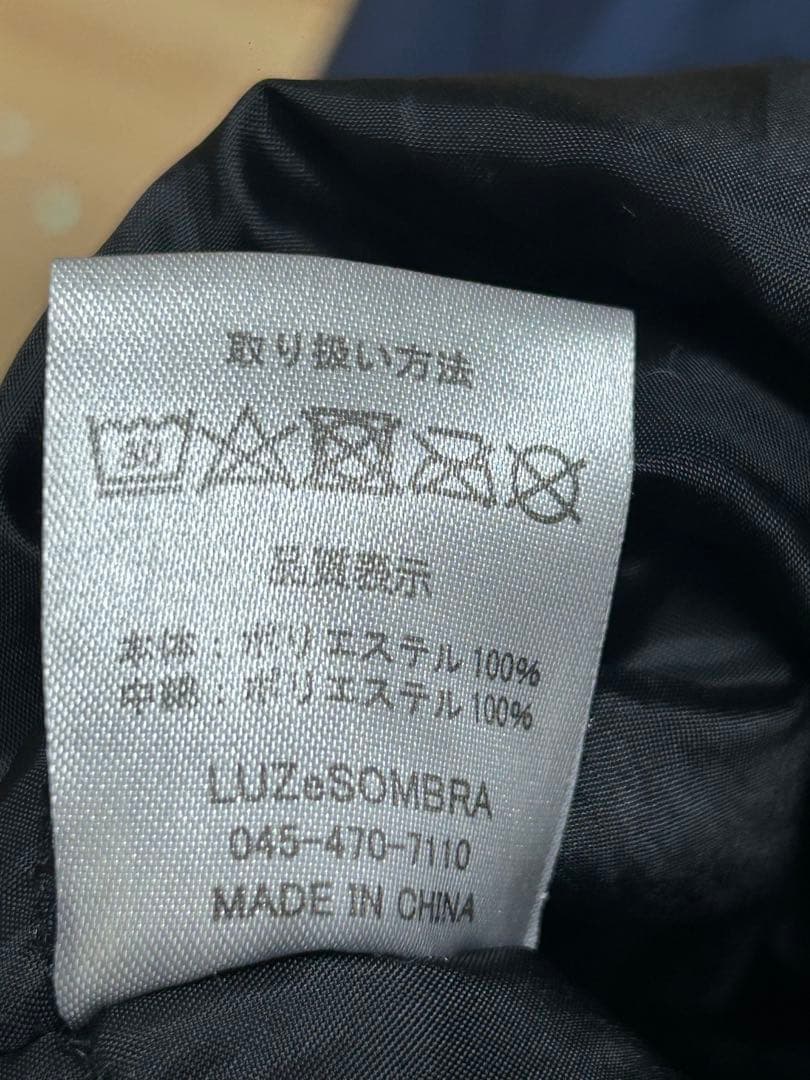 取り扱い方法
30
品質表示
本体：ポリエステル100%
中綿：ポリエステル100%
LUZeSOMBRA
045-470-7110
MADE IN CHINA